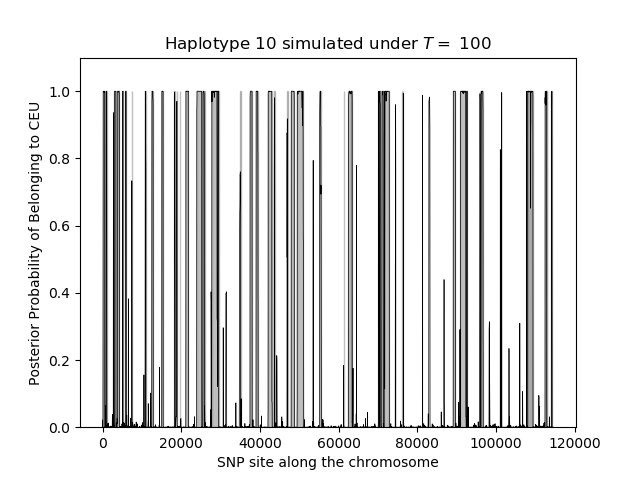 Haplotype 10 simulated under T = 100
Posterior Probability of Belonging to CEU
1.0
0.8
0.6
0.4
0.2
0.0
0 20000 40000 60000 80000 100000 120000
SNP site along the chromosome